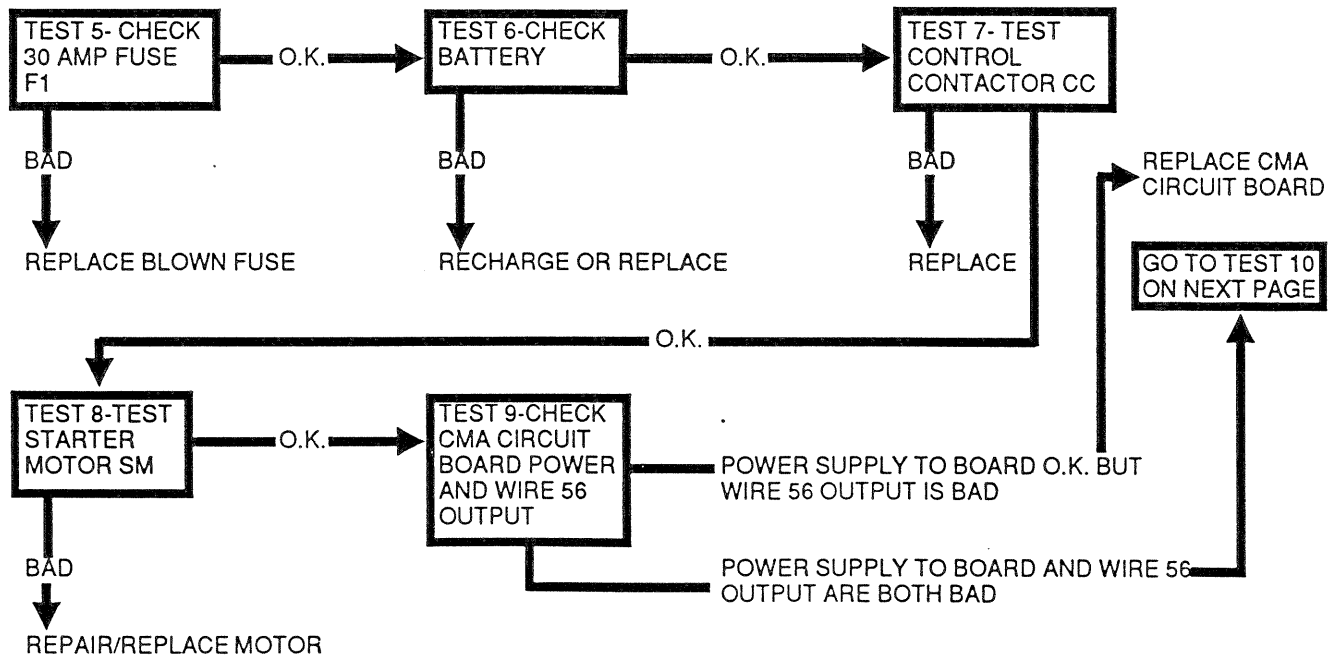 TEST 5- CHECK
30 AMP FUSE
F1
O.K.
TEST 6-CHECK
BATTERY
O.K.
TEST 7- TEST
CONTROL
CONTACTOR CC
BAD
BAD
BAD
REPLACE CMA
CIRCUIT BOARD
REPLACE BLOWN FUSE
RECHARGE OR REPLACE
REPLACE
GO TO TEST 10
ON NEXT PAGE
O.K.
TEST 8-TEST
STARTER
MOTOR SM
O.K.
TEST 9-CHECK
CMA CIRCUIT
BOARD POWER
AND WIRE 56
OUTPUT
POWER SUPPLY TO BOARD O.K. BUT
WIRE 56 OUTPUT IS BAD
BAD
POWER SUPPLY TO BOARD AND WIRE 56
OUTPUT ARE BOTH BAD
REPAIR/REPLACE MOTOR